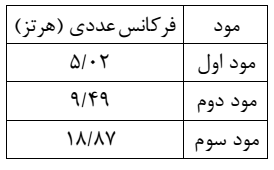 مود فرکانس عددی (هرتز)
مود اول ۵/۰۲
مود دوم ۹/۴۹
مود سوم ۱۸/۸۷